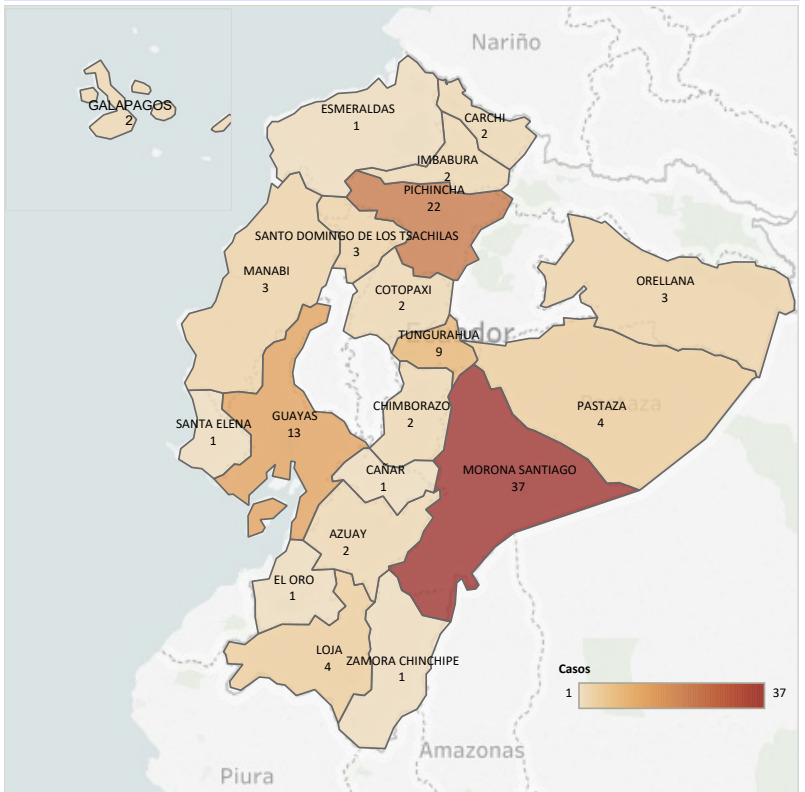 Nariño
GALAPAGOS
2
ESMERALDAS
1
CARCHI
2
IMBABURA
2
PICHINCHA
22
SANTO DOMINGO DE LOS TSACHILAS
3
MANABI
3
ORELLANA
3
COTOPAXI
2
Ecuador
TUNGURAHUA
9
PASTAZA
4
Pastaza
CHIMBORAZO
2
GUAYAS
13
SANTA ELENA
1
MORONA SANTIAGO
37
CAÑAR
1
AZUAY
2
EL ORO
1
LOJA
4
ZAMORA CHINCHIPE
1
Casos
1
37
Amazonas
Piura